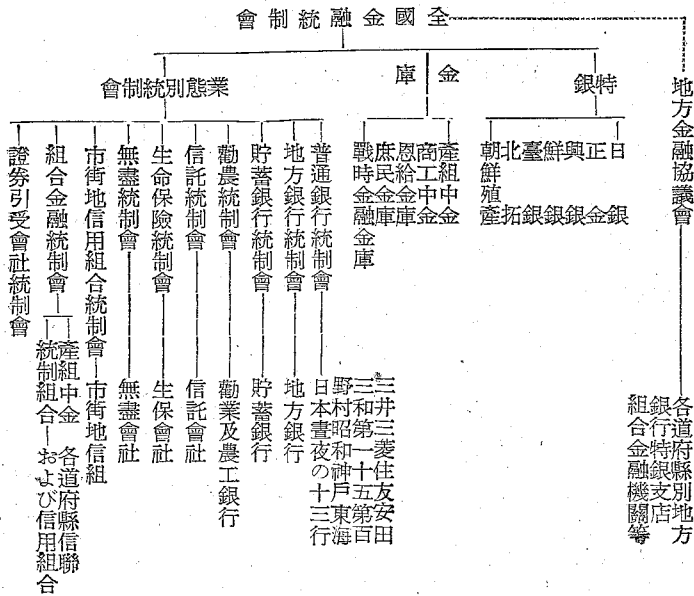 全國金融統制會
地方金融協議會
各道府縣別地方
銀行特銀支店
組合金融機關等
特銀
日銀
正金
興銀
鮮銀
臺銀
北拓
朝鮮殖產
金庫
產組中金
商工中金
恩給金庫
庶民金庫
戰時金融金庫
業態別統制會
普通銀行統制會
三井三菱住友安田
三和第一十五第百
野村昭和神戶東海
日本晝夜の十三行
地方銀行統制會
地方銀行
貯蓄銀行統制會
貯蓄銀行
勸農統制會
勸業及農工銀行
信託統制會
信託會社
生命保險統制會
生保會社
無盡統制會
無盡會社
市街地信用組合統制會
市街地信組
組合金融統制會
產組中金 各道府縣信聯
統制組合 および信用組合
證券引受會社統制會